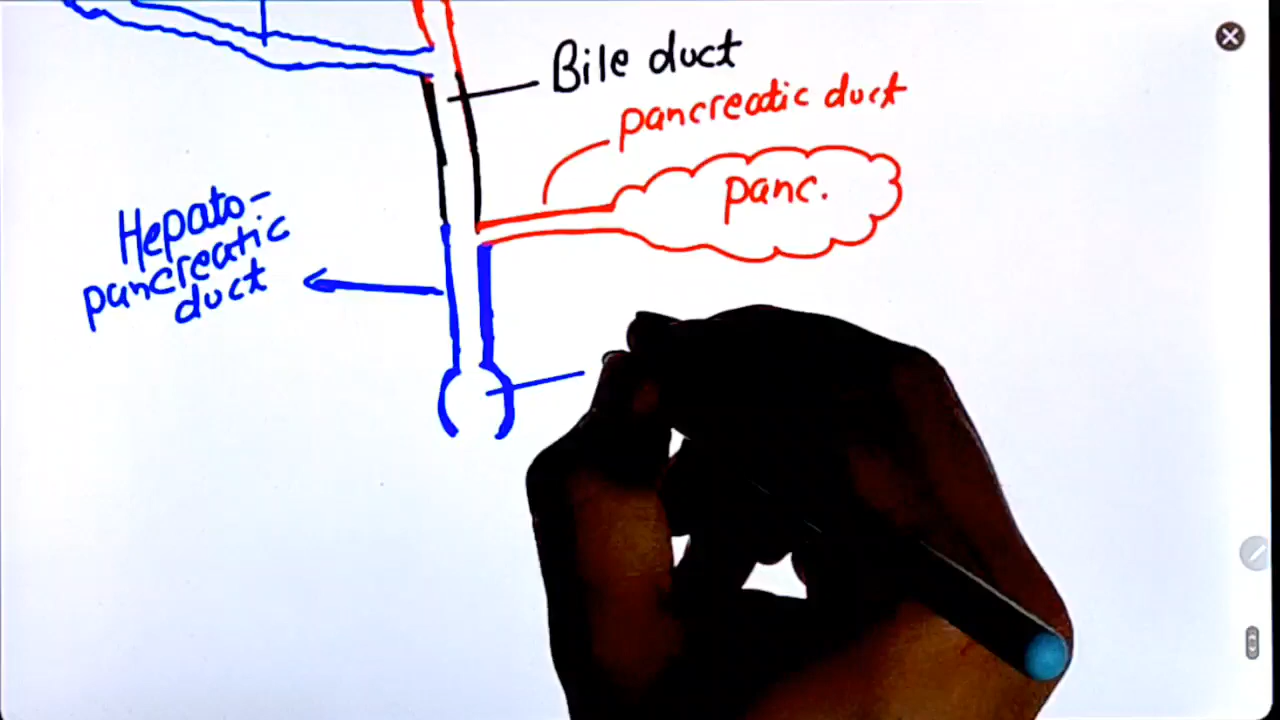 Bile duct
pancreatic duct
panc.
Hepato-
pancreatic
duct